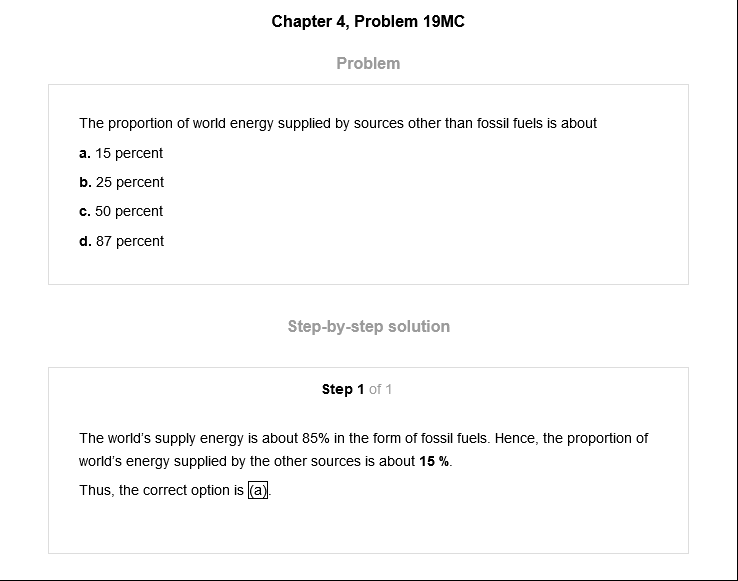 Chapter 4, Problem 19MC
Problem
The proportion of world energy supplied by sources other than fossil fuels is about
a. 15 percent
b. 25 percent
c. 50 percent
d. 87 percent
Step-by-step solution
Step 1 of 1
The world's supply energy is about 85% in the form of fossil fuels. Hence, the proportion of
world's energy supplied by the other sources is about 15 %.
Thus, the correct option is (a).